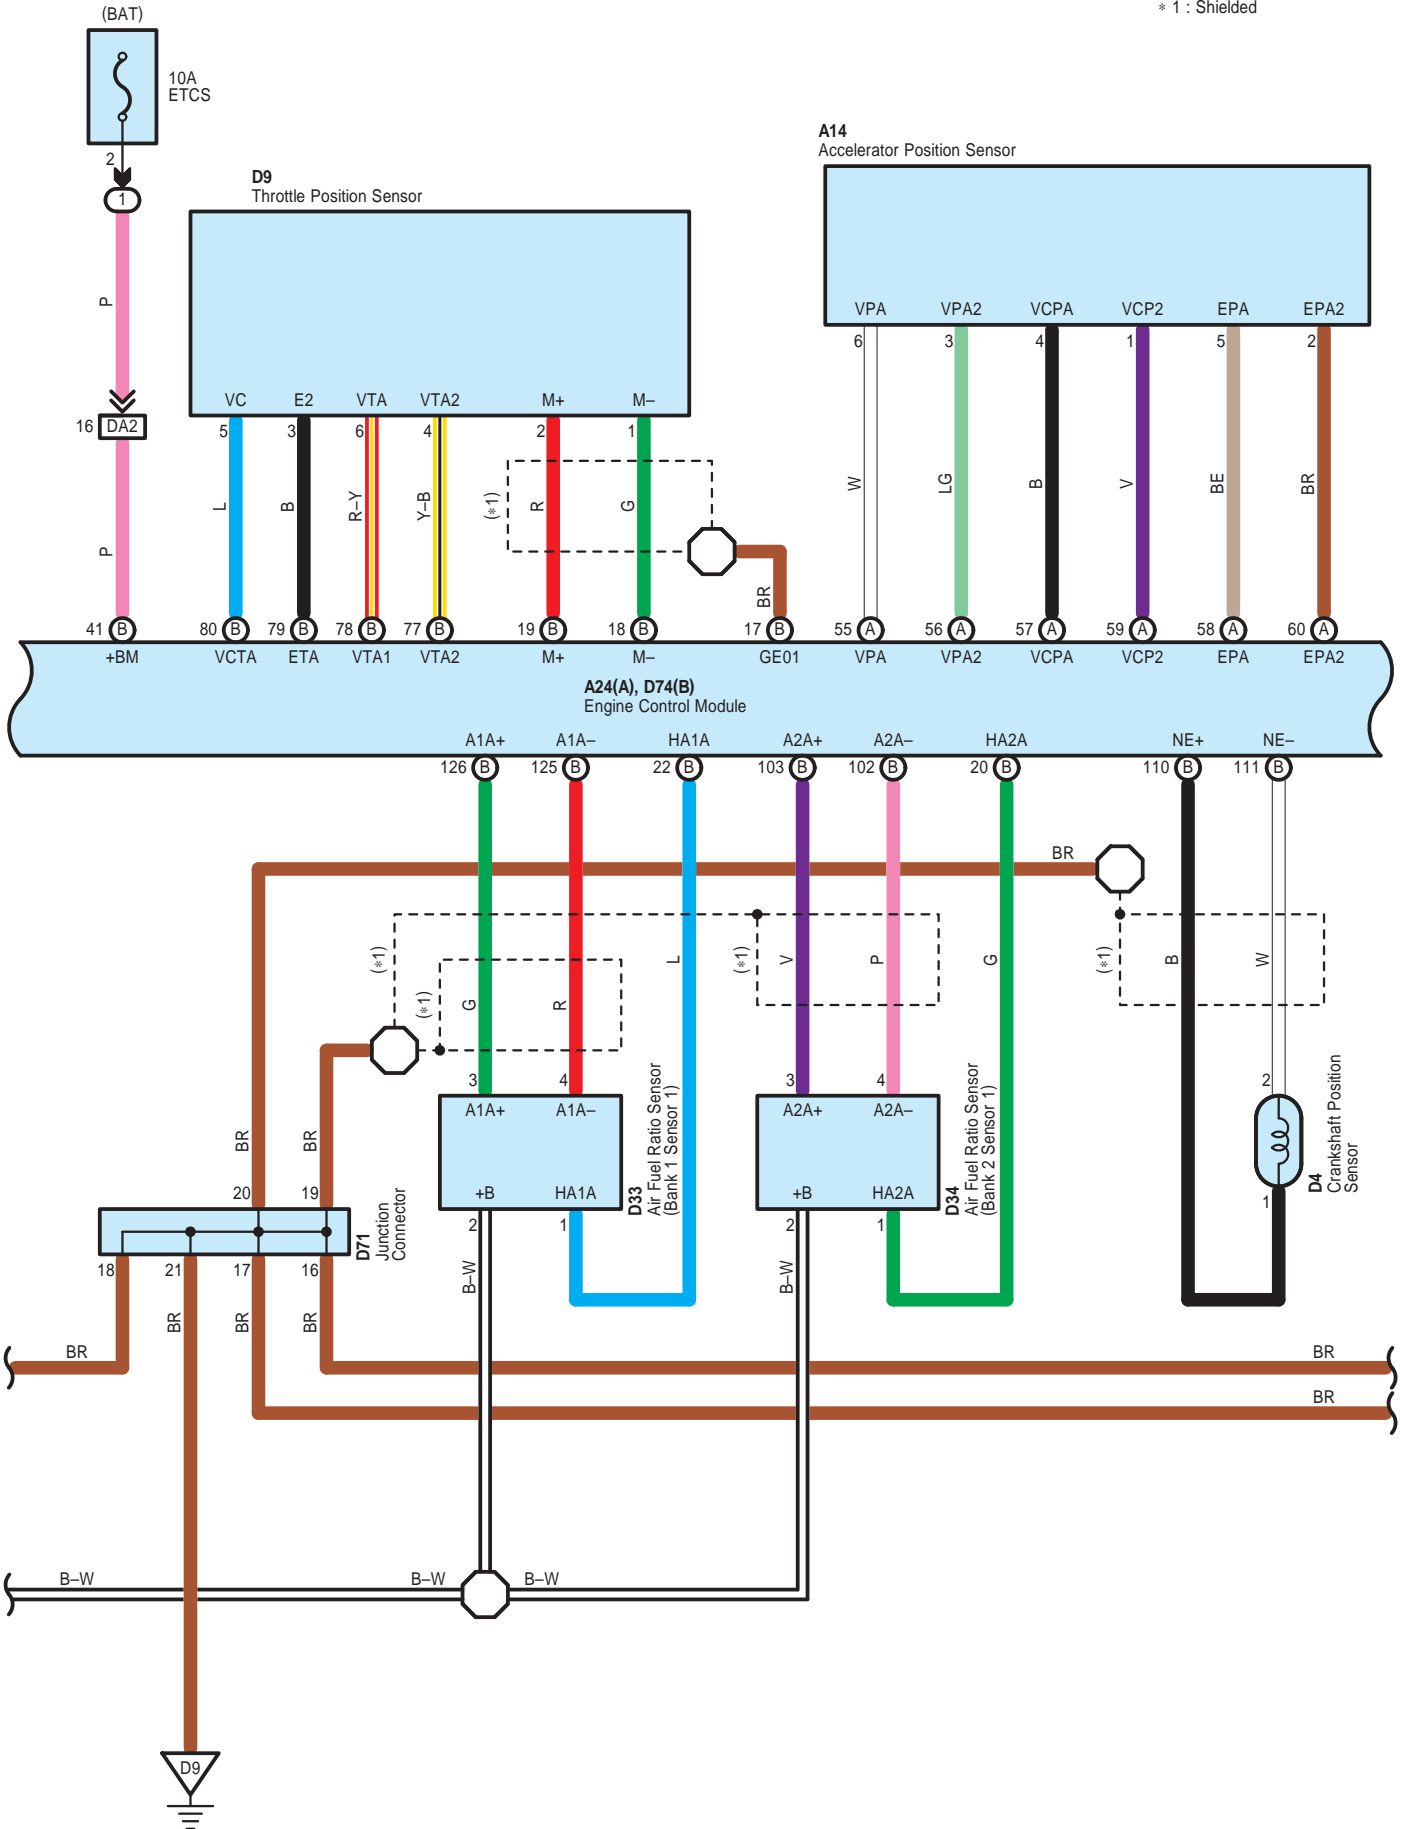 (BAT)
* 1 : Shielded
10A
ETCS
2
1
A14
Accelerator Position Sensor
D9
Throttle Position Sensor
VPA VPA2 VCPA VCP2 EPA EPA2
6 3 4 1 5 2
P
VC E2 VTA VTA2 M+ M–
5 3 6 4 2 1
16 DA2
P
L B R–Y Y–B (*1) R G
W LG B V BE BR
BR
41 B 80 B 79 B 78 B 77 B 19 B 18 B 17 B 55 A 56 A 57 A 59 A 58 A 60 A
+BM VCTA ETA VTA1 VTA2 M+ M– GE01 VPA VPA2 VCPA VCP2 EPA EPA2
A24(A), D74(B)
Engine Control Module
A1A+ A1A– HA1A A2A+ A2A– HA2A NE+ NE–
126 B 125 B 22 B 103 B 102 B 20 B 110 B 111 B
BR
(*1) L (*1) V P G (*1) B W
(*1) G R
3 4 3 4 2
A1A+ A1A– A2A+ A2A–
+B HA1A +B HA2A
D33
Air Fuel Ratio Sensor
(Bank 1 Sensor 1)
D34
Air Fuel Ratio Sensor
(Bank 2 Sensor 1)
D4
Crankshaft Position
Sensor
BR BR
20 19
2 1 2 1 1
D71
Junction
Connector
18 21 17 16
B–W B–W
BR BR BR
BR BR
BR
B–W B–W B–W
D9